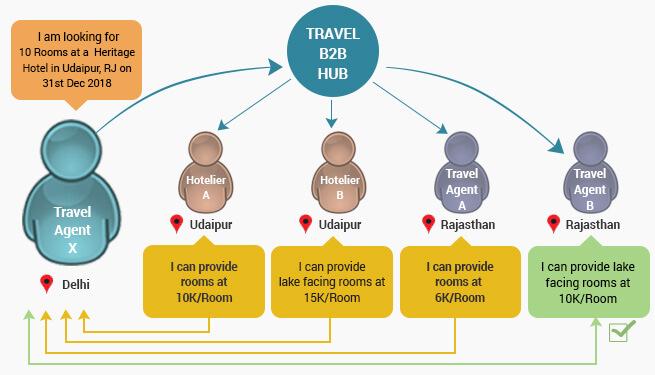 I am looking for
10 Rooms at a Heritage
Hotel in Udaipur, RJ on
31st Dec 2018
TRAVEL
B2B
HUB
Travel
Agent
X
Delhi
Hotelier
A
Udaipur
Hotelier
B
Udaipur
Travel
Agent
A
Rajasthan
Travel
Agent
B
Rajasthan
I can provide
rooms at
10K/Room
I can provide
lake facing rooms at
15K/Room
I can provide
rooms at
6K/Room
I can provide lake
facing rooms at
10K/Room